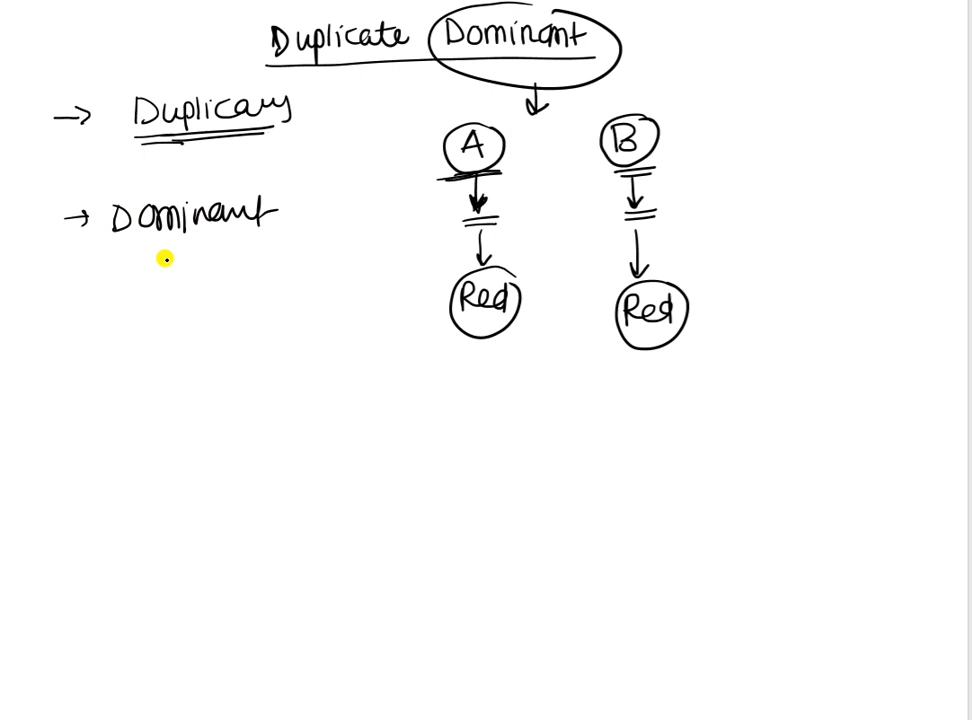 Duplicate Dominant
→ Duplicacy
A B
→ Dominant
Red Red